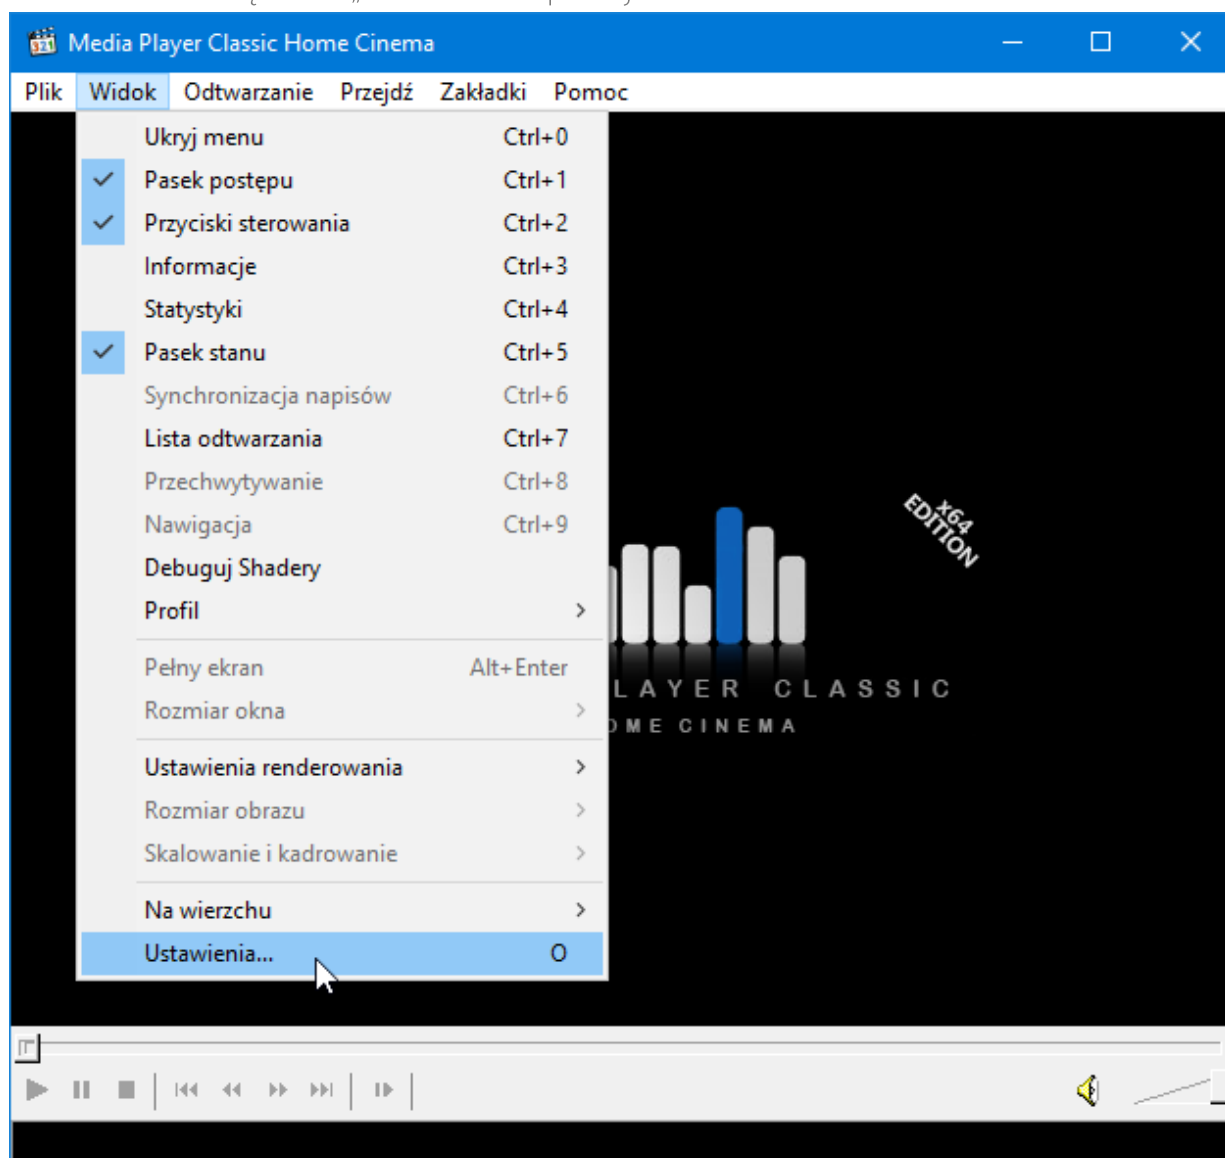 Media Player Classic Home Cinema
Plik Widok Odtwarzanie Przejdź Zakładki Pomoc
Ukryj menu Ctrl+0
Pasek postępu Ctrl+1
Przyciski sterowania Ctrl+2
Informacje Ctrl+3
Statystyki Ctrl+4
Pasek stanu Ctrl+5
Synchronizacja napisów Ctrl+6
Lista odtwarzania Ctrl+7
Przechwytywanie Ctrl+8
Nawigacja Ctrl+9
Debuguj Shadery
Profil
Pełny ekran Alt+Enter
Rozmiar okna
Ustawienia renderowania
Rozmiar obrazu
Skalowanie i kadrowanie
Na wierzchu
Ustawienia... O
x64
EDITION
LAYER CLASSIC
OME CINEMA